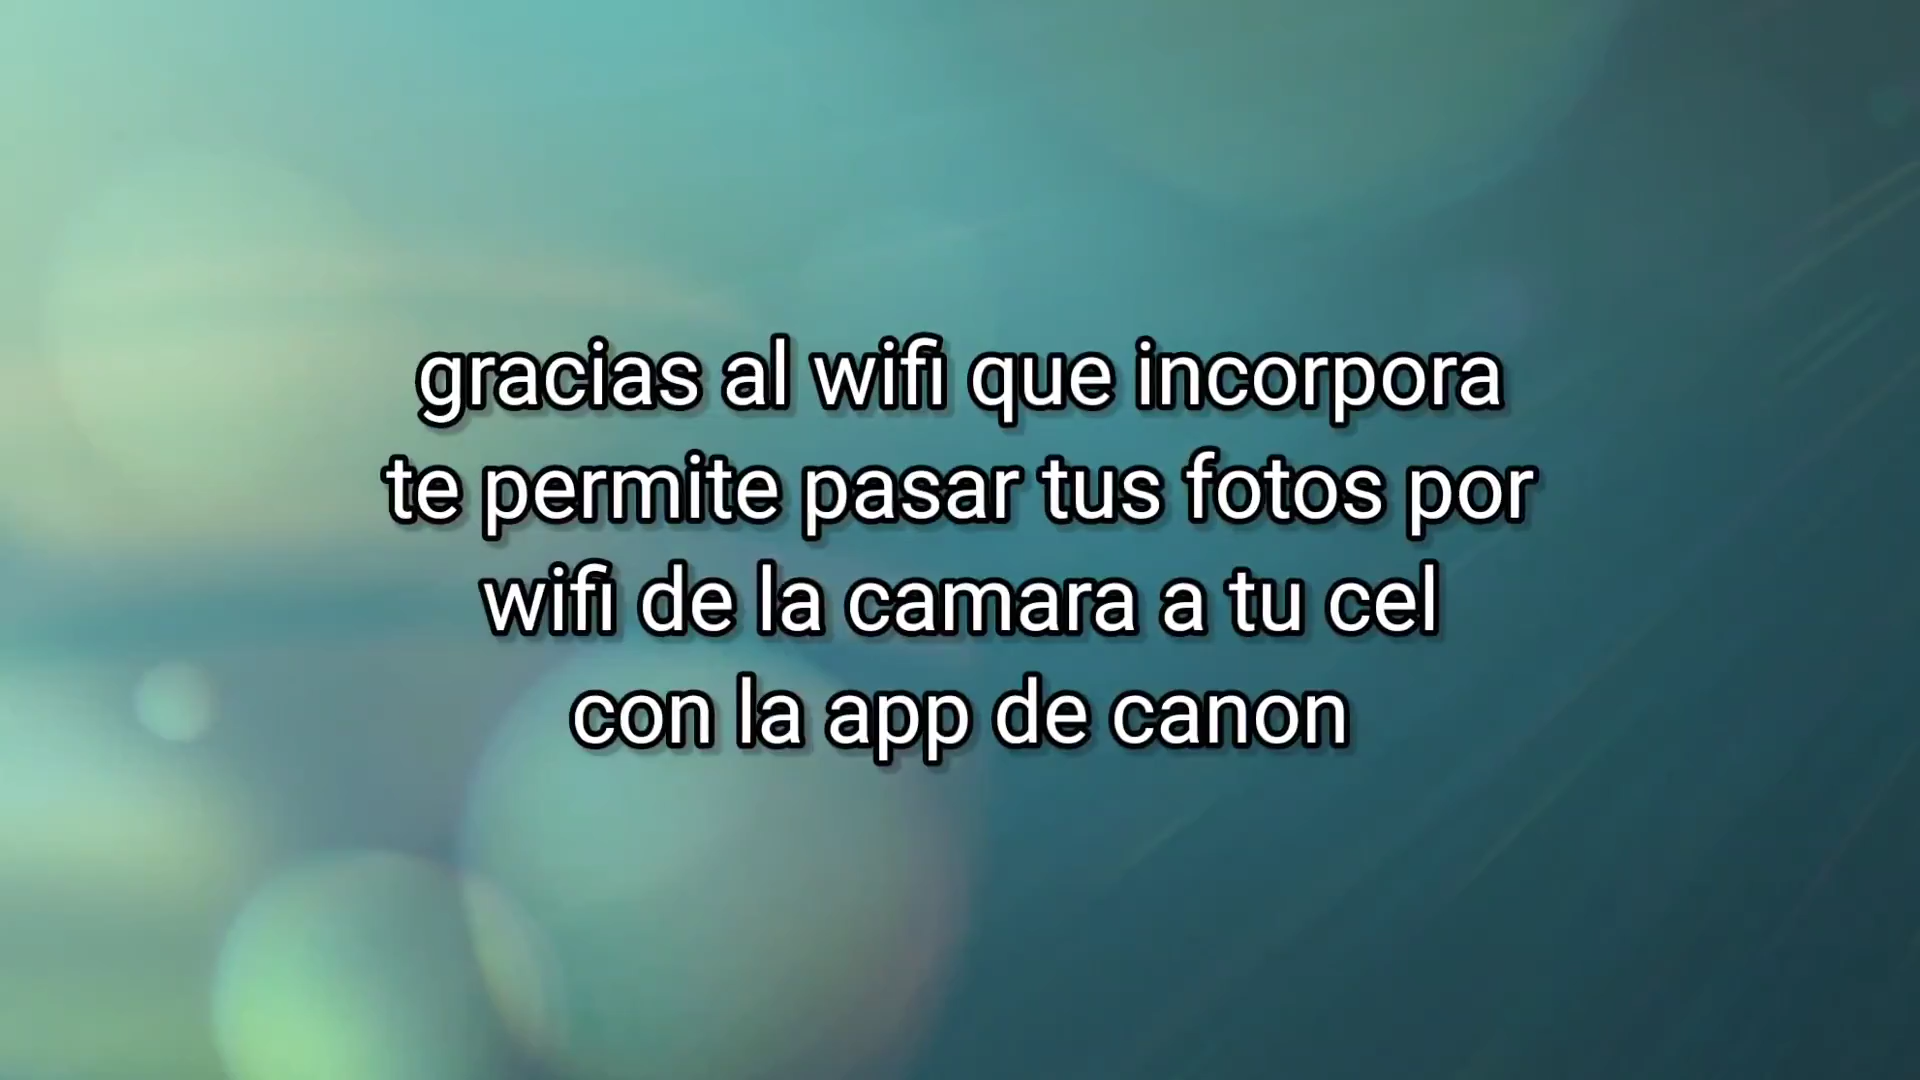 gracias al wifi que incorpora
te permite pasar tus fotos por
wifi de la camara a tu cel
con la app de canon